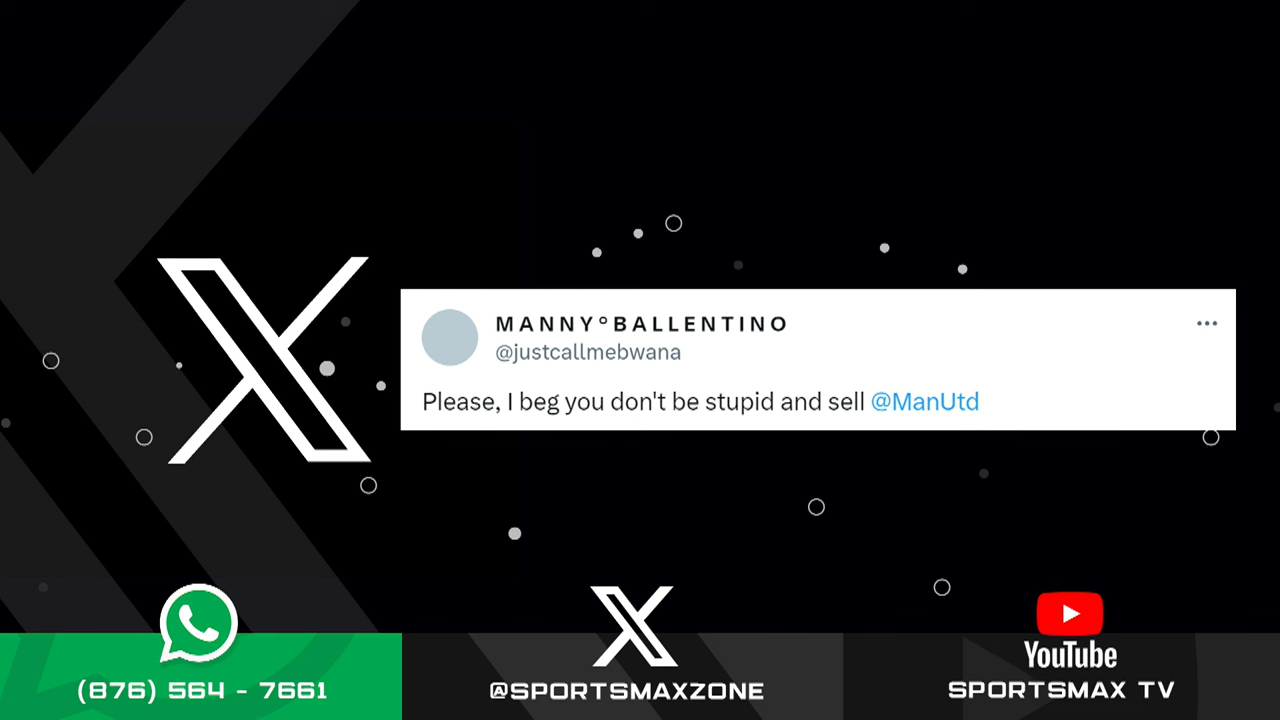 MANNY°BALLENTINO
@justcallmebwana
Please, I beg you don't be stupid and sell @ManUtd
(876) 564 - 7661
@SPORTSMAXZONE
YouTube
SPORTSMAX TV